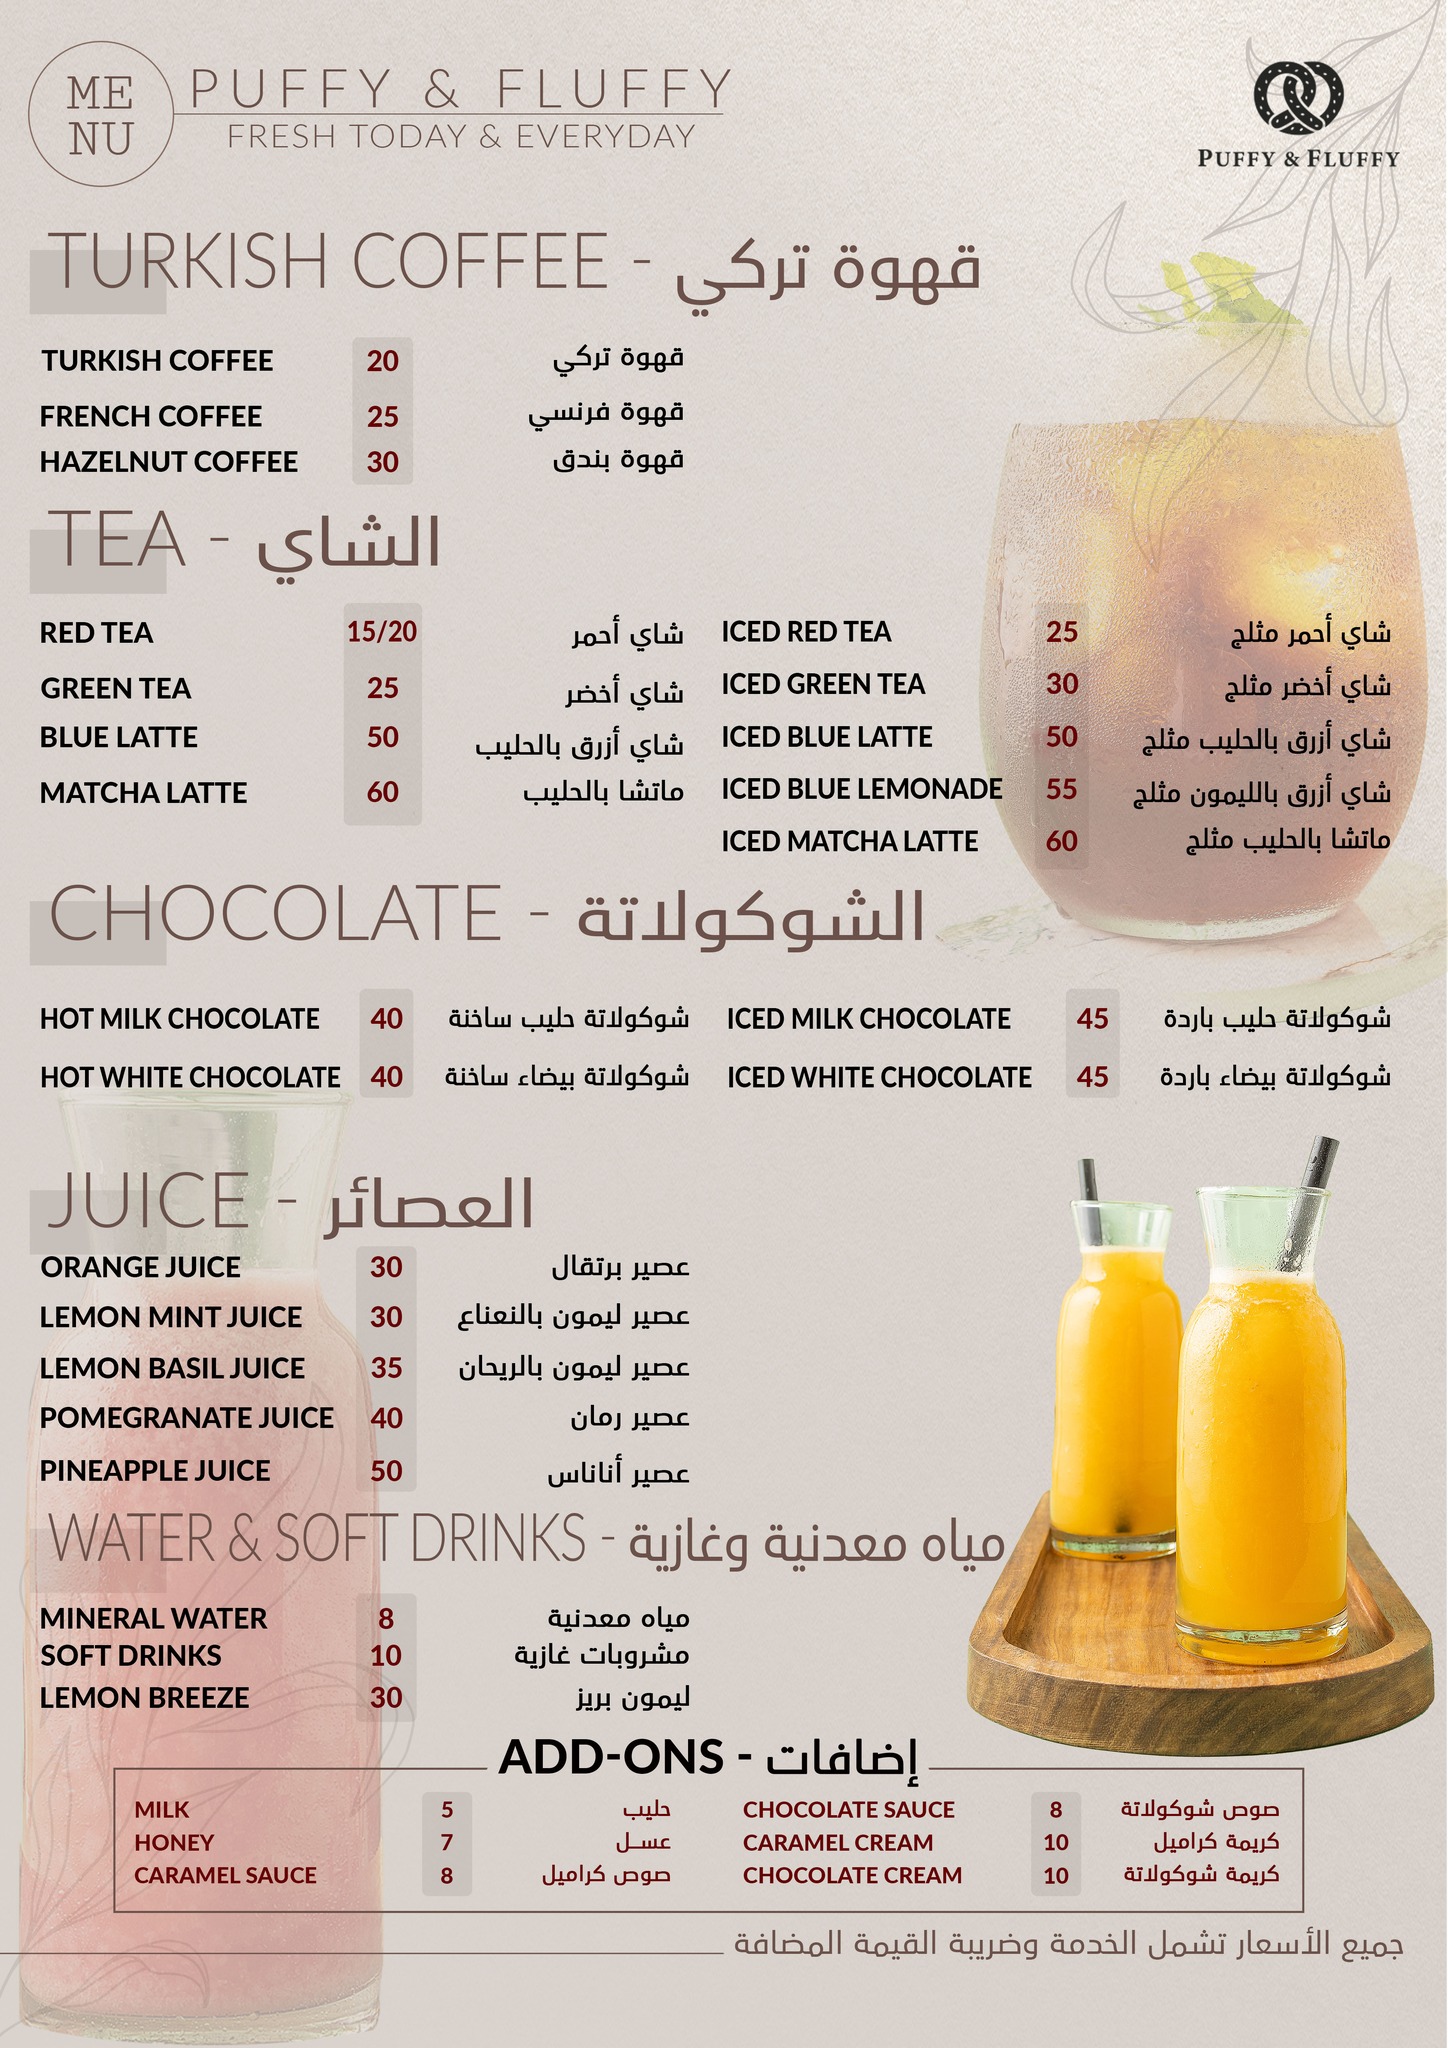 ME
NU
PUFFY & FLUFFY
FRESH TODAY & EVERYDAY
PUFFY & FLUFFY
TURKISH COFFEE - قهوة تركي
TURKISH COFFEE 20 قهوة تركي
FRENCH COFFEE 25 قهوة فرنسي
HAZELNUT COFFEE 30 قهوة بندق
TEA - الشاي
RED TEA 15/20 شاي أحمر
GREEN TEA 25 شاي أخضر
BLUE LATTE 50 شاي أزرق بالحليب
MATCHA LATTE 60 ماتشا بالحليب
ICED RED TEA 25 شاي أحمر مثلج
ICED GREEN TEA 30 شاي أخضر مثلج
ICED BLUE LATTE 50 شاي أزرق بالحليب مثلج
ICED BLUE LEMONADE 55 شاي أزرق بالليمون مثلج
ICED MATCHA LATTE 60 ماتشا بالحليب مثلج
CHOCOLATE - الشوكولاتة
HOT MILK CHOCOLATE 40 شوكولاتة حليب ساخنة
HOT WHITE CHOCOLATE 40 شوكولاتة بيضاء ساخنة
ICED MILK CHOCOLATE 45 شوكولاتة حليب باردة
ICED WHITE CHOCOLATE 45 شوكولاتة بيضاء باردة
JUICE - العصائر
ORANGE JUICE 30 عصير برتقال
LEMON MINT JUICE 30 عصير ليمون بالنعناع
LEMON BASIL JUICE 35 عصير ليمون بالريحان
POMEGRANATE JUICE 40 عصير رمان
PINEAPPLE JUICE 50 عصير أناناس
WATER & SOFT DRINKS - مياه معدنية وغازية
MINERAL WATER 8 مياه معدنية
SOFT DRINKS 10 مشروبات غازية
LEMON BREEZE 30 ليمون بريز
ADD-ONS - إضافات
MILK 5 حليب
HONEY 7 عسـل
CARAMEL SAUCE 8 صوص كراميل
CHOCOLATE SAUCE 8 صوص شوكولاتة
CARAMEL CREAM 10 كريمة كراميل
CHOCOLATE CREAM 10 كريمة شوكولاتة
جميع الأسعار تشمل الخدمة وضريبة القيمة المضافة